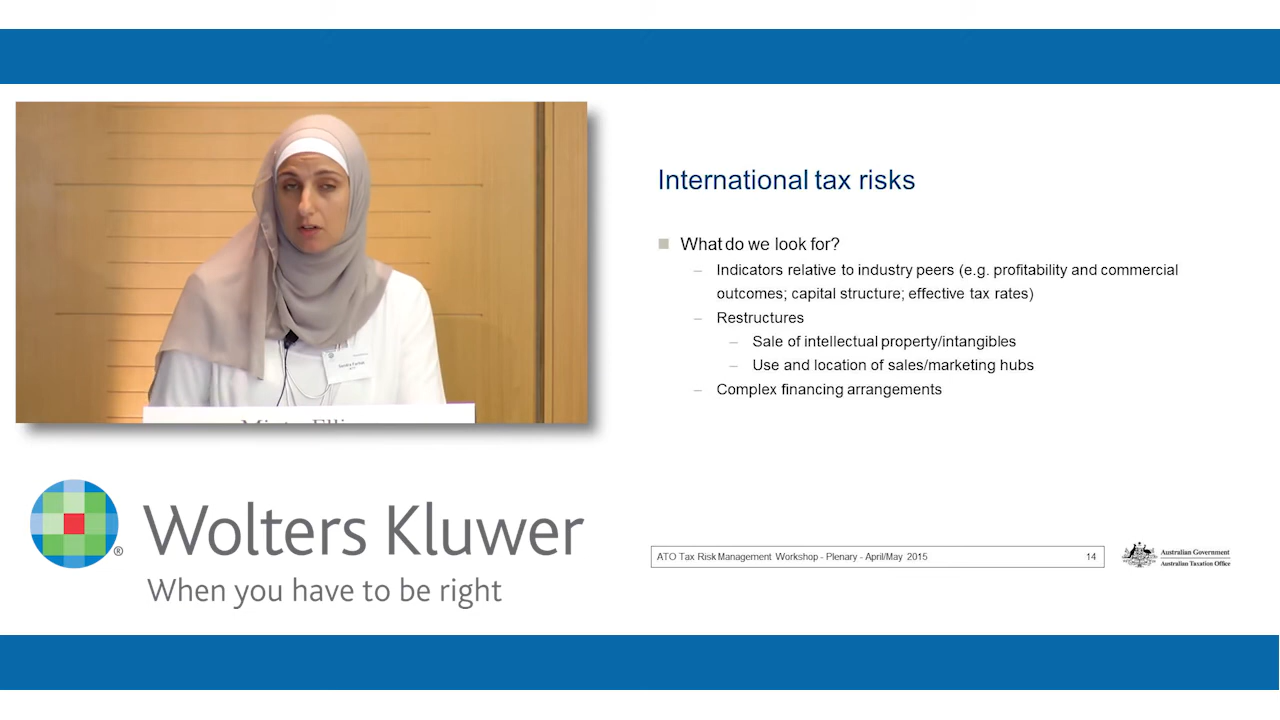 International tax risks
What do we look for?
– Indicators relative to industry peers (e.g. profitability and commercial
outcomes; capital structure; effective tax rates)
– Restructures
– Sale of intellectual property/intangibles
– Use and location of sales/marketing hubs
– Complex financing arrangements
Wolters Kluwer
®
When you have to be right
ATO Tax Risk Management Workshop - Plenary - April/May 2015
14
Australian Government
Australian Taxation Office